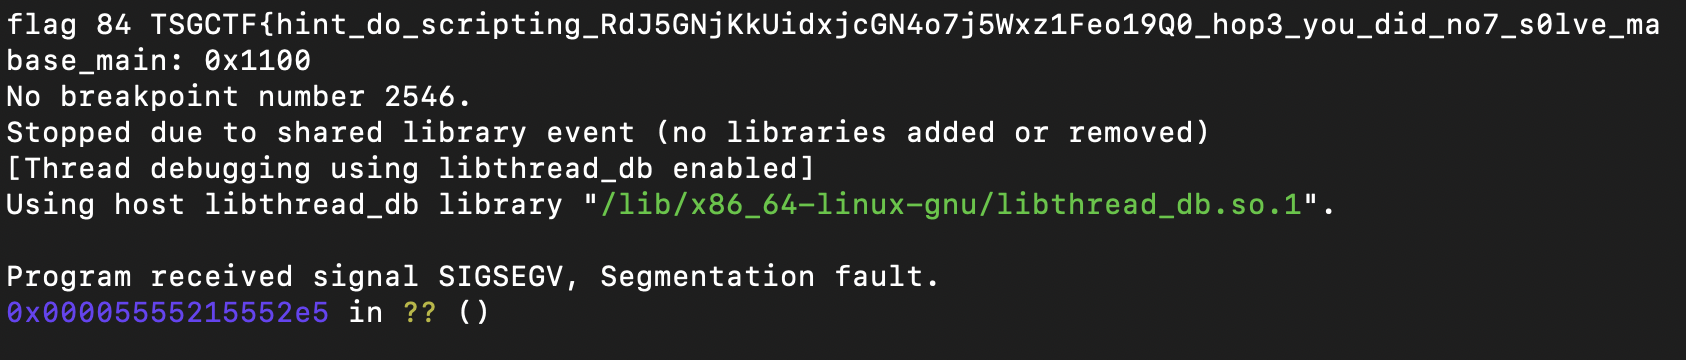 flag 84 TSGCTF{hint_do_scripting_RdJ5GNjKkUidxjcGN4o7j5Wxz1Feo19Q0_hop3_you_did_no7_s0lve_ma
base_main: 0x1100
No breakpoint number 2546.
Stopped due to shared library event (no libraries added or removed)
[Thread debugging using libthread_db enabled]
Using host libthread_db library "/lib/x86_64-linux-gnu/libthread_db.so.1".
Program received signal SIGSEGV, Segmentation fault.
0x00005555215552e5 in ?? ()